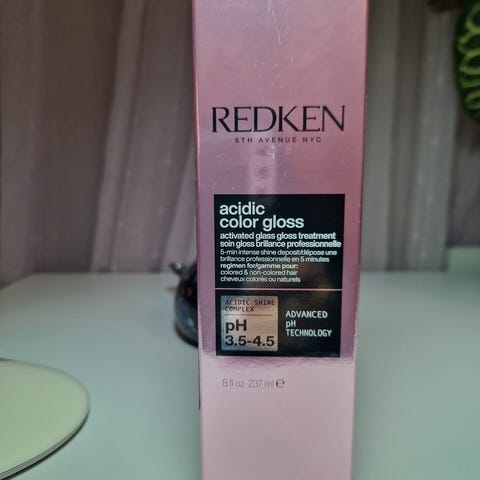 REDKEN
5TH AVENUE NYC
acidic
color gloss
activated glass gloss treatment
soin gloss brillance professionnelle
5-min intense shine deposit/dépose une
brillance professionnelle en 5 minutes
regimen for/gamme pour:
colored & non-colored hair
cheveux colorés ou naturels
ACIDIC SHINE
COMPLEX
pH
3.5-4.5
ADVANCED
pH
TECHNOLOGY
8 fl oz 237 ml ℮